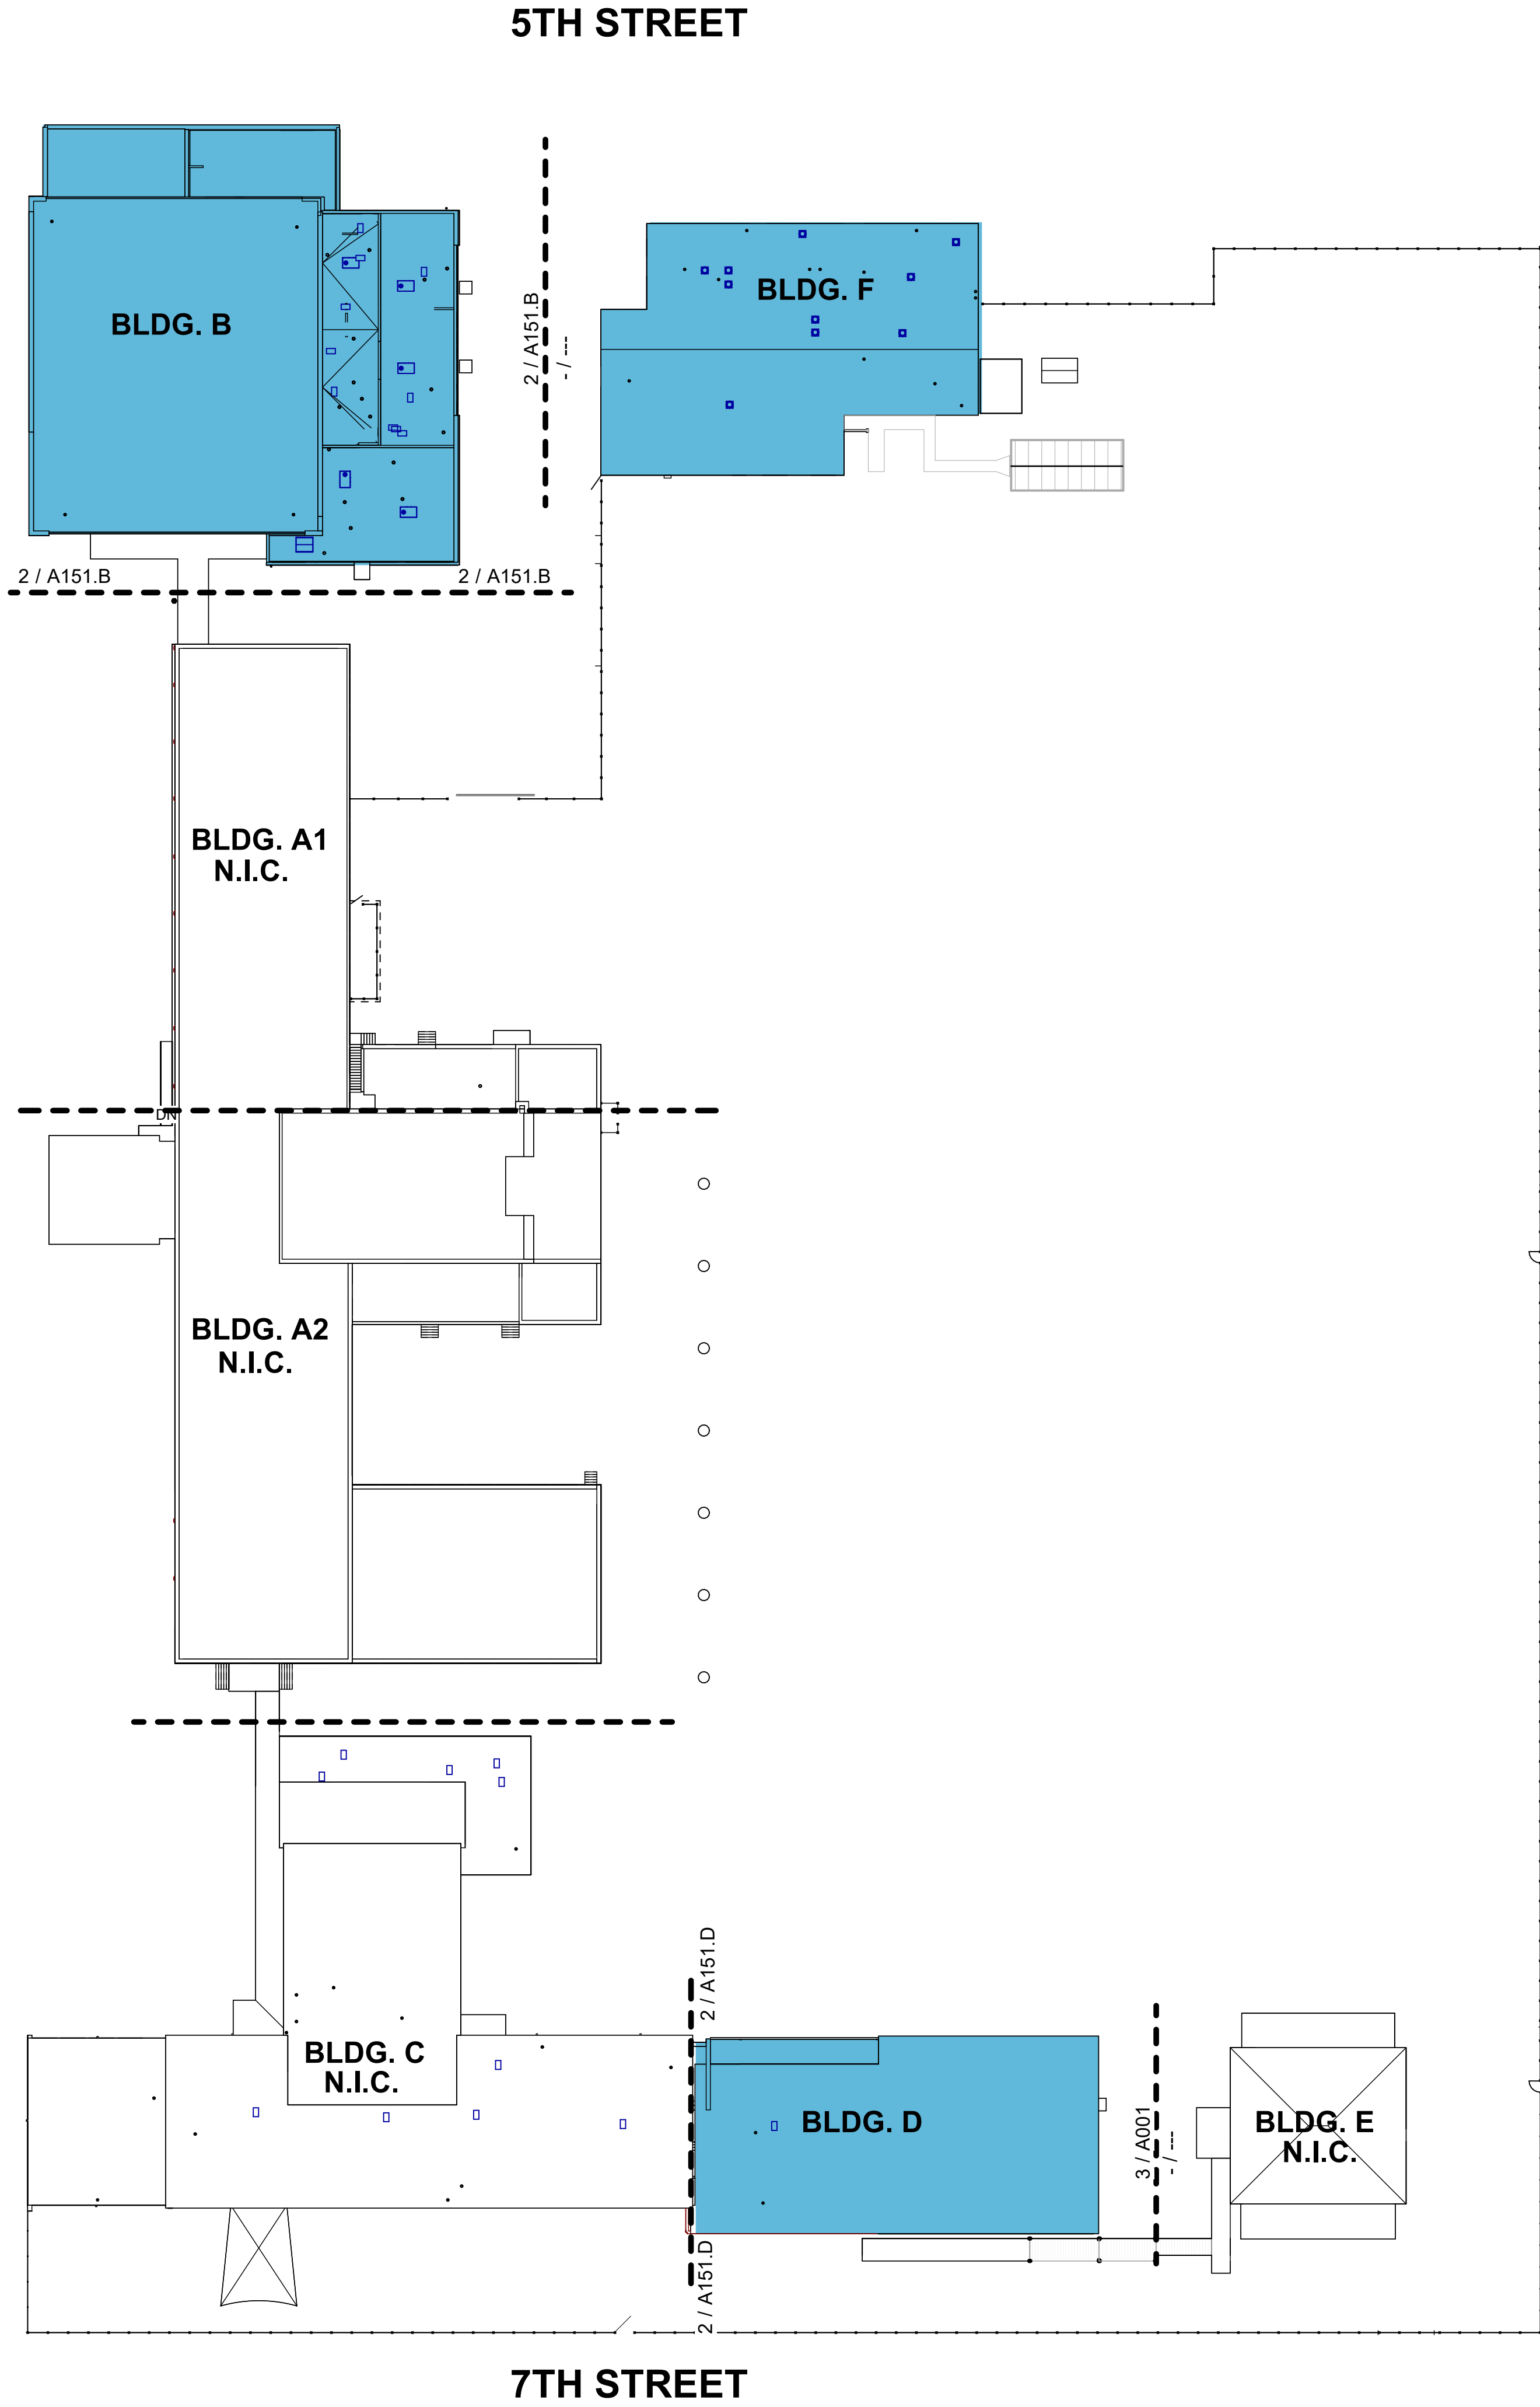 5TH STREET
BLDG. B
BLDG. F
2 / A151.B
- / ---
2 / A151.B
2 / A151.B
BLDG. A1
N.I.C.
DN
BLDG. A2
N.I.C.
2 / A151.D
BLDG. C
N.I.C.
BLDG. D
3 / A001
- / ---
BLDG. E
N.I.C.
2 / A151.D
7TH STREET